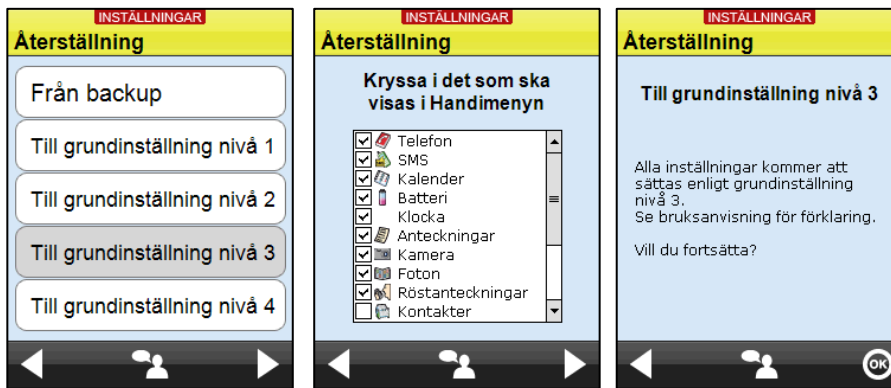 INSTÄLLNINGAR
Återställning
Från backup
Till grundinställning nivå 1
Till grundinställning nivå 2
Till grundinställning nivå 3
Till grundinställning nivå 4
INSTÄLLNINGAR
Återställning
Kryssa i det som ska
visas i Handimenyn
Telefon
SMS
Kalender
Batteri
Klocka
Anteckningar
Kamera
Foton
Röstanteckningar
Kontakter
INSTÄLLNINGAR
Återställning
Till grundinställning nivå 3
Alla inställningar kommer att
sättas enligt grundinställning
nivå 3.
Se bruksanvisning för förklaring.
Vill du fortsätta?
OK